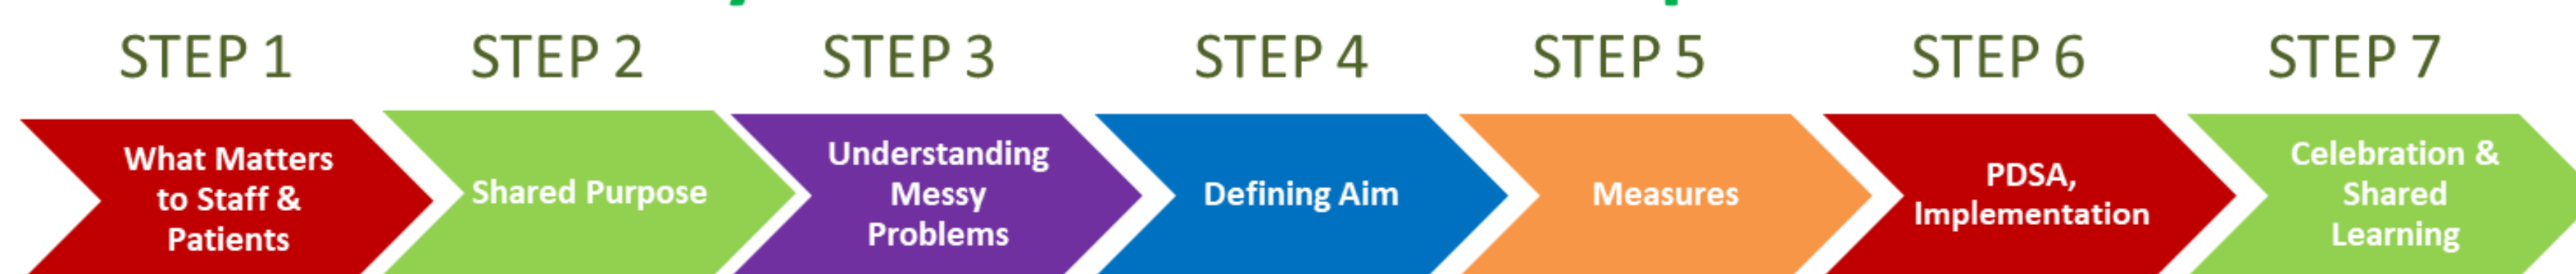 STEP 1
STEP 2
STEP 3
STEP 4
STEP 5
STEP 6
STEP 7
What Matters
to Staff &
Patients
Shared Purpose
Understanding
Messy
Problems
Defining Aim
Measures
PDSA,
Implementation
Celebration &
Shared
Learning